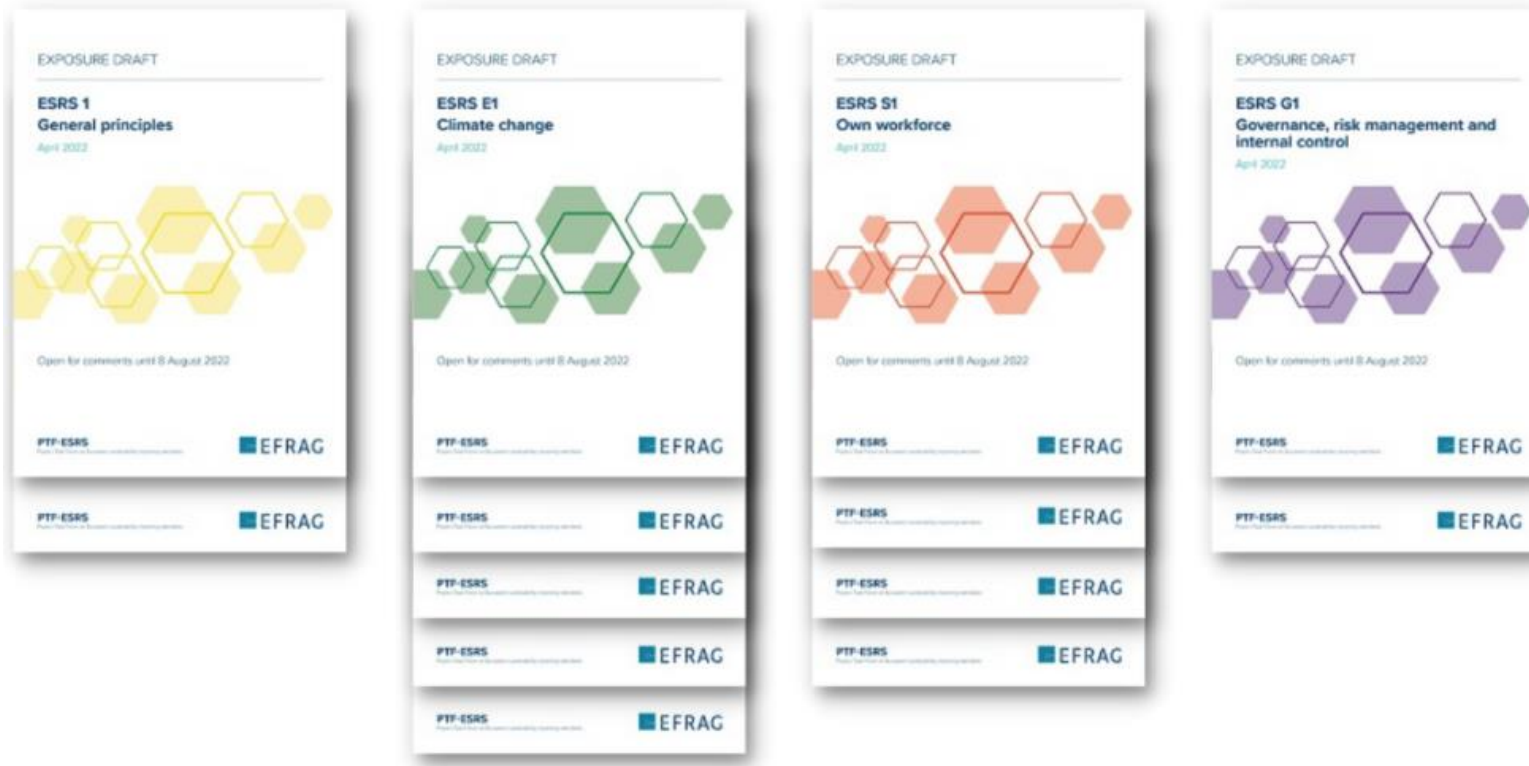 EXPOSURE DRAFT
ESRS 1
General principles
April 2022
Open for comments until 8 August 2022
PTF-ESRS
EFRAG
PTF-ESRS
EFRAG
EXPOSURE DRAFT
ESRS E1
Climate change
April 2022
Open for comments until 8 August 2022
PTF-ESRS
EFRAG
PTF-ESRS
EFRAG
PTF-ESRS
EFRAG
PTF-ESRS
EFRAG
PTF-ESRS
EFRAG
EXPOSURE DRAFT
ESRS S1
Own workforce
April 2022
Open for comments until 8 August 2022
PTF-ESRS
EFRAG
PTF-ESRS
EFRAG
PTF-ESRS
EFRAG
PTF-ESRS
EFRAG
EXPOSURE DRAFT
ESRS G1
Governance, risk management and
internal control
April 2022
Open for comments until 8 August 2022
PTF-ESRS
EFRAG
PTF-ESRS
EFRAG